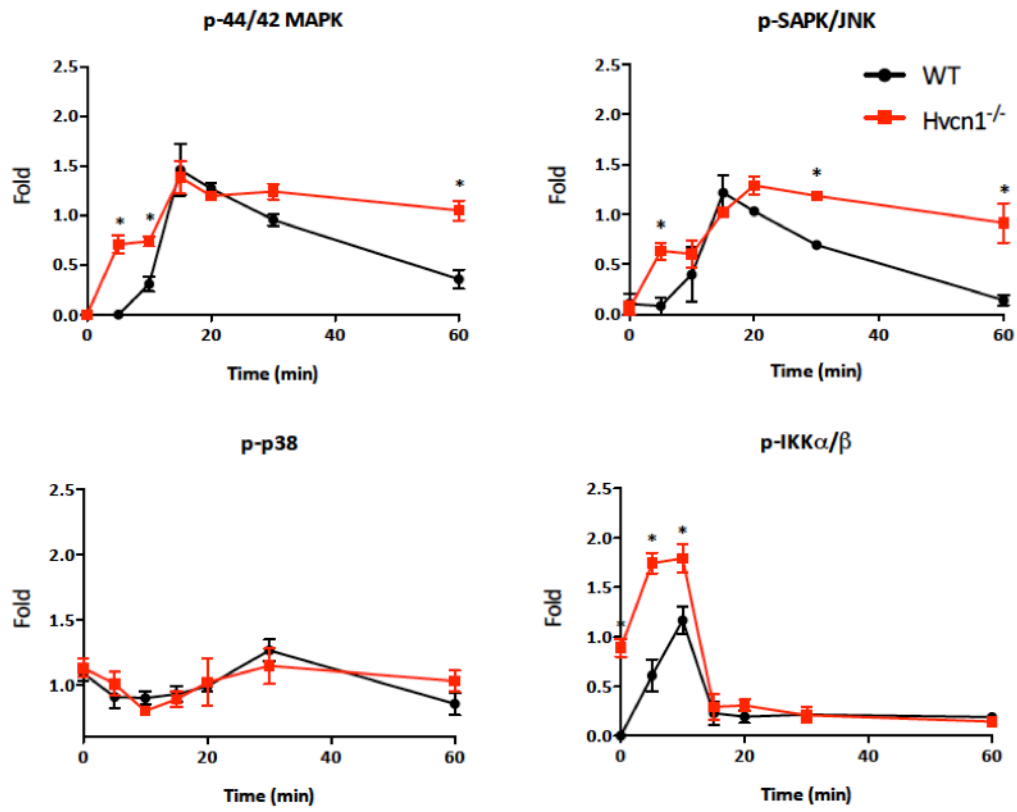 p-44/42 MAPK
2.5
2.0
1.5
1.0
0.5
0.0
Fold
* * *
0 20 40 60
Time (min)
p-SAPK/JNK
WT
Hvcn1-/-
2.5
2.0
1.5
1.0
0.5
0.0
Fold
* * *
0 20 40 60
Time (min)
p-p38
2.5
2.0
1.5
1.0
Fold
0 20 40 60
Time (min)
p-IKKα/β
2.5
2.0
1.5
1.0
0.5
0.0
Fold
* * *
0 20 40 60
Time (min)